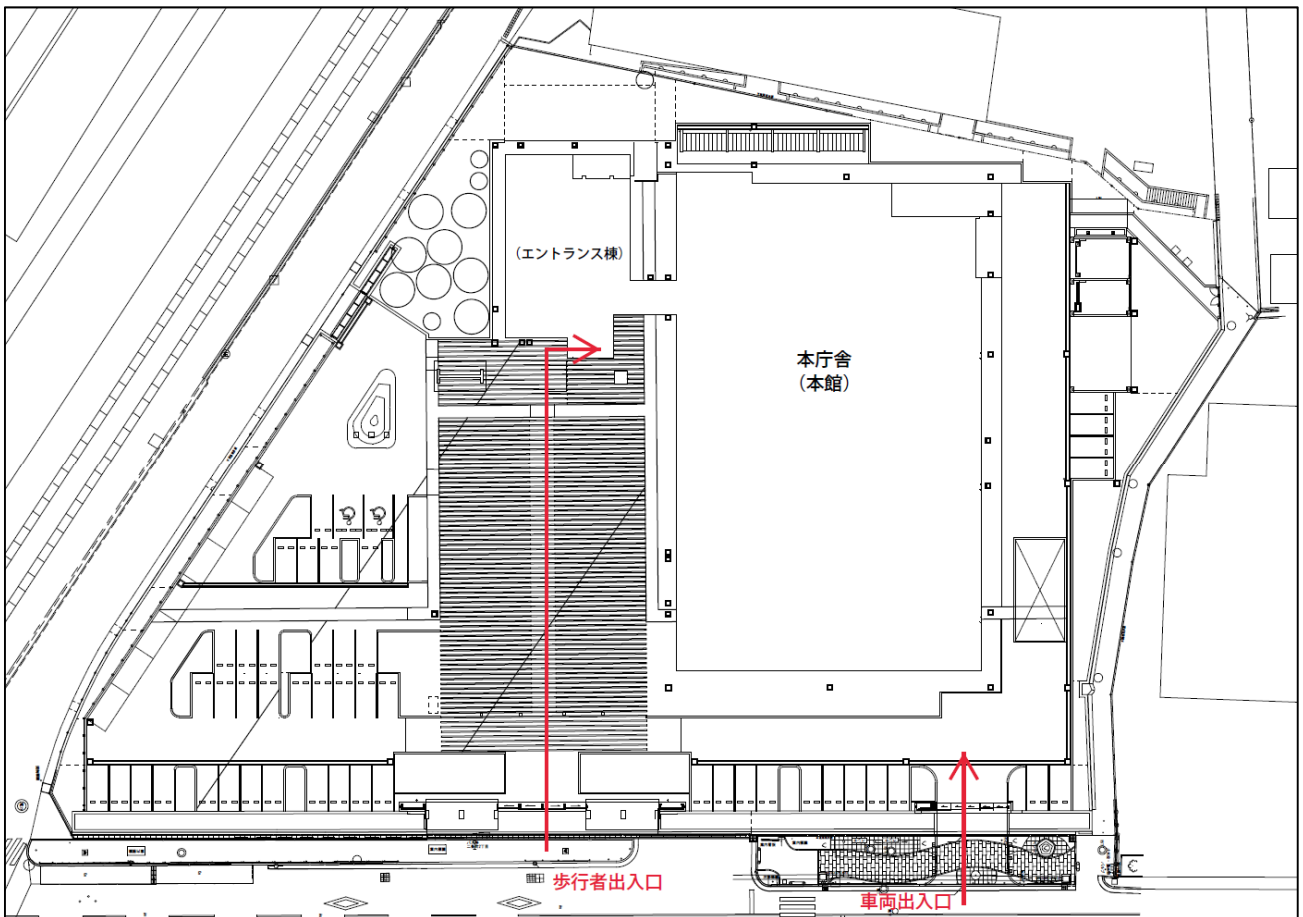 （エントランス棟）
本庁舎
（本館）
歩行者出入口
車両出入口